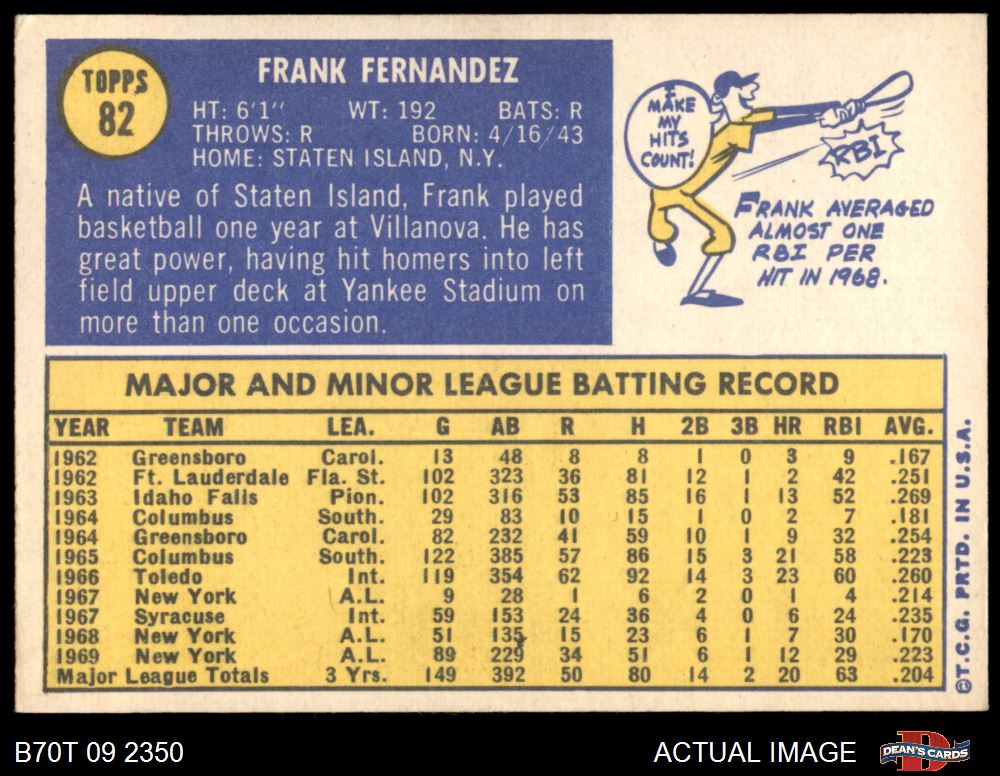 TOPPS
82
FRANK FERNANDEZ
HT: 6'1" WT: 192 BATS: R
THROWS: R BORN: 4/16/43
HOME: STATEN ISLAND, N.Y.
A native of Staten Island, Frank played
basketball one year at Villanova. He has
great power, having hit homers into left
field upper deck at Yankee Stadium on
more than one occasion.
I
MAKE
MY
HITS
COUNT!
RBI
FRANK AVERAGED
ALMOST ONE
RBI PER
HIT IN 1968.
MAJOR AND MINOR LEAGUE BATTING RECORD
YEAR TEAM LEA. G AB R H 2B 3B HR RBI AVG.
1962 Greensboro Carol. 13 48 8 8 1 0 3 9 .167
1962 Ft. Lauderdale Fla. St. 102 323 36 81 12 1 2 42 .251
1963 Idaho Falls Pion. 102 316 53 85 16 1 13 52 .269
1964 Columbus South. 29 83 10 15 1 0 2 7 .181
1964 Greensboro Carol. 82 232 41 59 10 1 9 32 .254
1965 Columbus South. 122 385 57 86 15 3 21 58 .223
1966 Toledo Int. 119 354 62 92 14 3 23 60 .260
1967 New York A.L. 9 28 1 6 2 0 1 4 .214
1967 Syracuse Int. 59 153 24 36 4 0 6 24 .235
1968 New York A.L. 51 135 15 23 6 1 7 30 .170
1969 New York A.L. 89 229 34 51 6 1 12 29 .223
Major League Totals 3 Yrs. 149 392 50 80 14 2 20 63 .204
©T.C.G. PRTD. IN U.S.A.
B70T 09 2350
ACTUAL IMAGE
D
DEAN'S CARDS